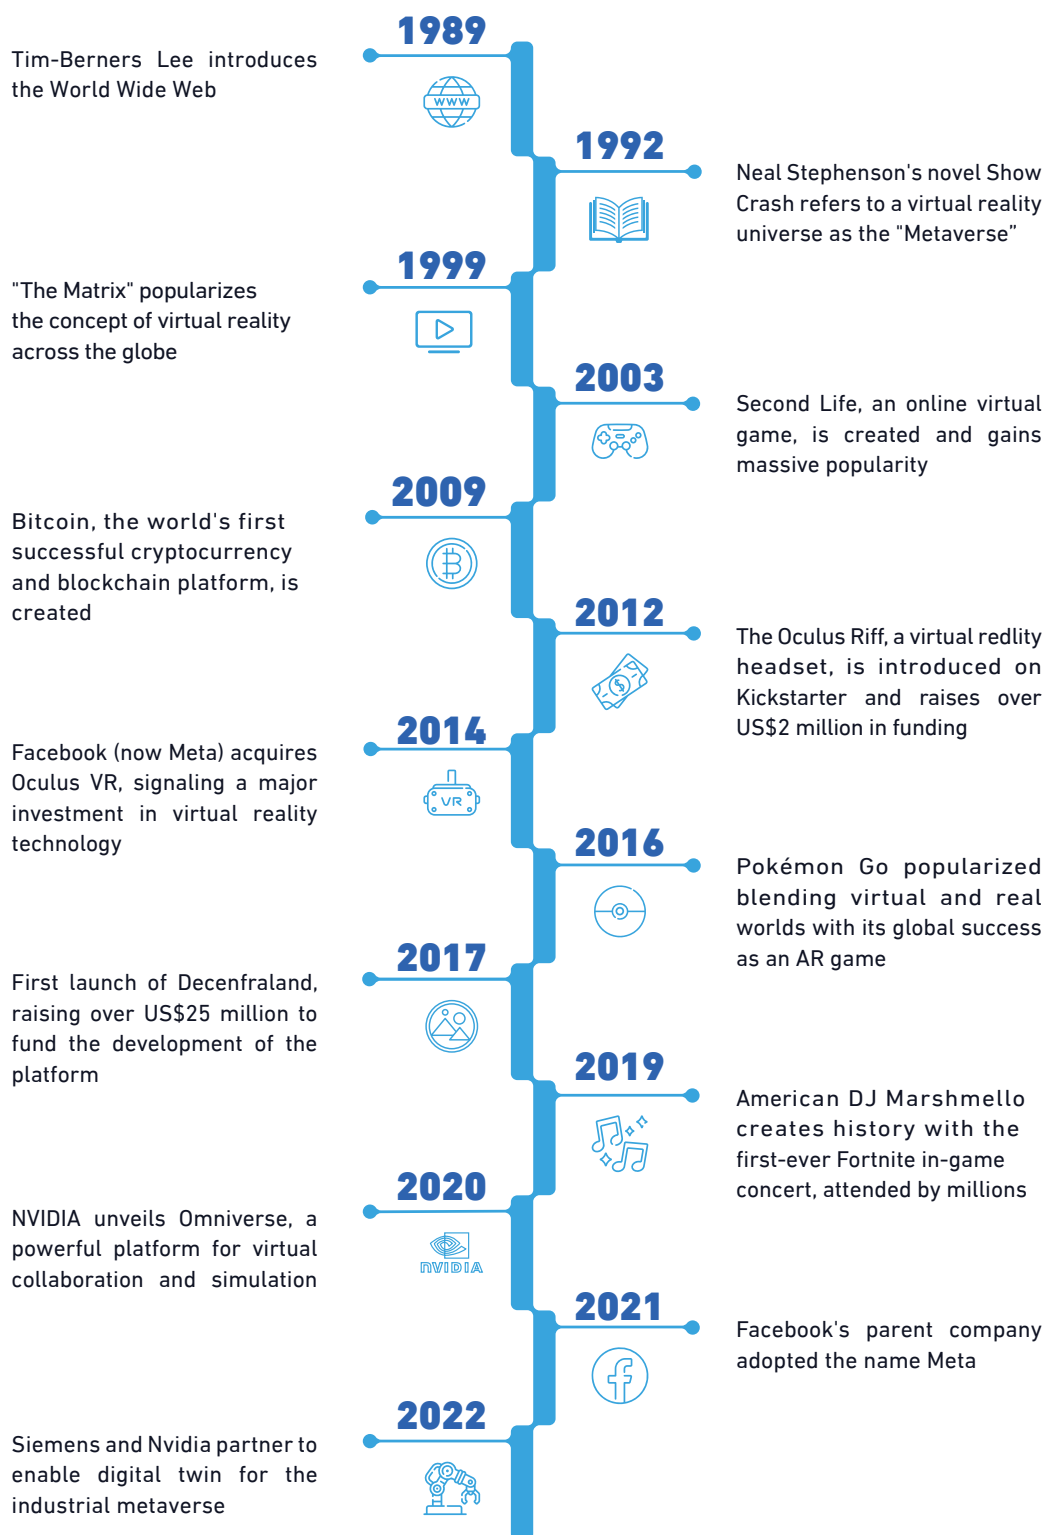 1989
Tim-Berners Lee introduces
the World Wide Web
WWW
1992
Neal Stephenson's novel Show
Crash refers to a virtual reality
universe as the "Metaverse”
1999
"The Matrix" popularizes
the concept of virtual reality
across the globe
2003
Second Life, an online virtual
game, is created and gains
massive popularity
2009
Bitcoin, the world's first
successful cryptocurrency
and blockchain platform, is
created
2012
The Oculus Riff, a virtual redlity
headset, is introduced on
Kickstarter and raises over
US$2 million in funding
2014
Facebook (now Meta) acquires
Oculus VR, signaling a major
investment in virtual reality
technology
VR
2016
Pokémon Go popularized
blending virtual and real
worlds with its global success
as an AR game
2017
First launch of Decenfraland,
raising over US$25 million to
fund the development of the
platform
2019
American DJ Marshmello
creates history with the
first-ever Fortnite in-game
concert, attended by millions
2020
NVIDIA unveils Omniverse, a
powerful platform for virtual
collaboration and simulation
NVIDIA
2021
Facebook's parent company
adopted the name Meta
2022
Siemens and Nvidia partner to
enable digital twin for the
industrial metaverse